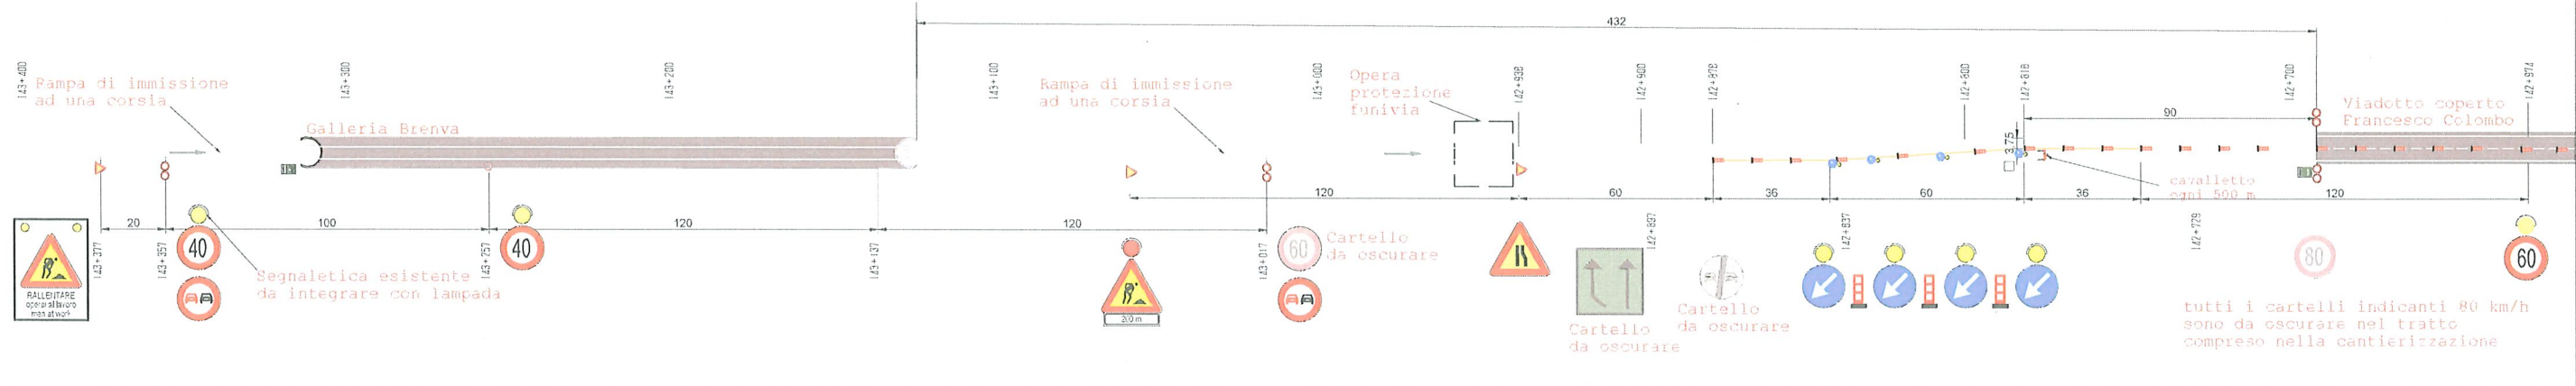 432
143+400
Rampa di immissione
ad una corsia
143+300
143+200
143+100
Rampa di immissione
ad una corsia
143+000
Opera
protezione
funivia
142+938
142+900
142+878
142+800
142+818
142+700
142+974
Galleria Brenva
3.75
90
Viadotto coperto
Francesco Colombo
cavalletto
ogni 500 m
120
60
36
60
36
120
20
100
120
120
143+377
143+357
143+257
143+137
143+017
142+897
142+837
142+729
RALLENTARE
operai al lavoro
men at work
40
40
Segnaletica esistente
da integrare con lampada
200 m
60
Cartello
da oscurare
Cartello
da oscurare
Cartello
da oscurare
80
60
tutti i cartelli indicanti 80 km/h
sono da oscurare nel tratto
compreso nella cantierizzazione